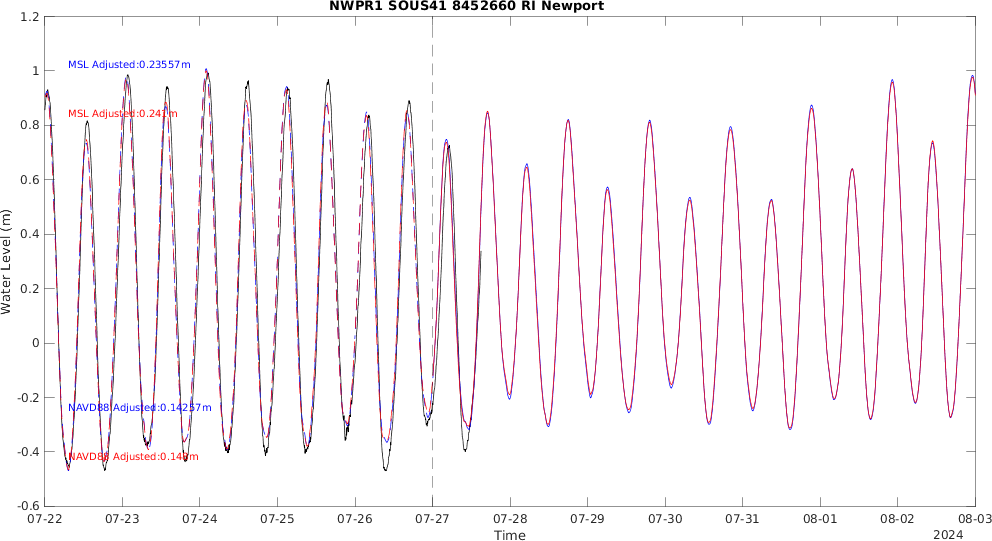 NWPR1 SOUS41 8452660 RI Newport
1.2
1
0.8
0.6
0.4
0.2
0
-0.2
-0.4
-0.6
Water Level (m)
MSL Adjusted:0.23557m
MSL Adjusted:0.241m
NAVD88 Adjusted:0.14257m
NAVD88 Adjusted:0.148m
07-22 07-23 07-24 07-25 07-26 07-27 07-28 07-29 07-30 07-31 08-01 08-02 08-03
Time
2024